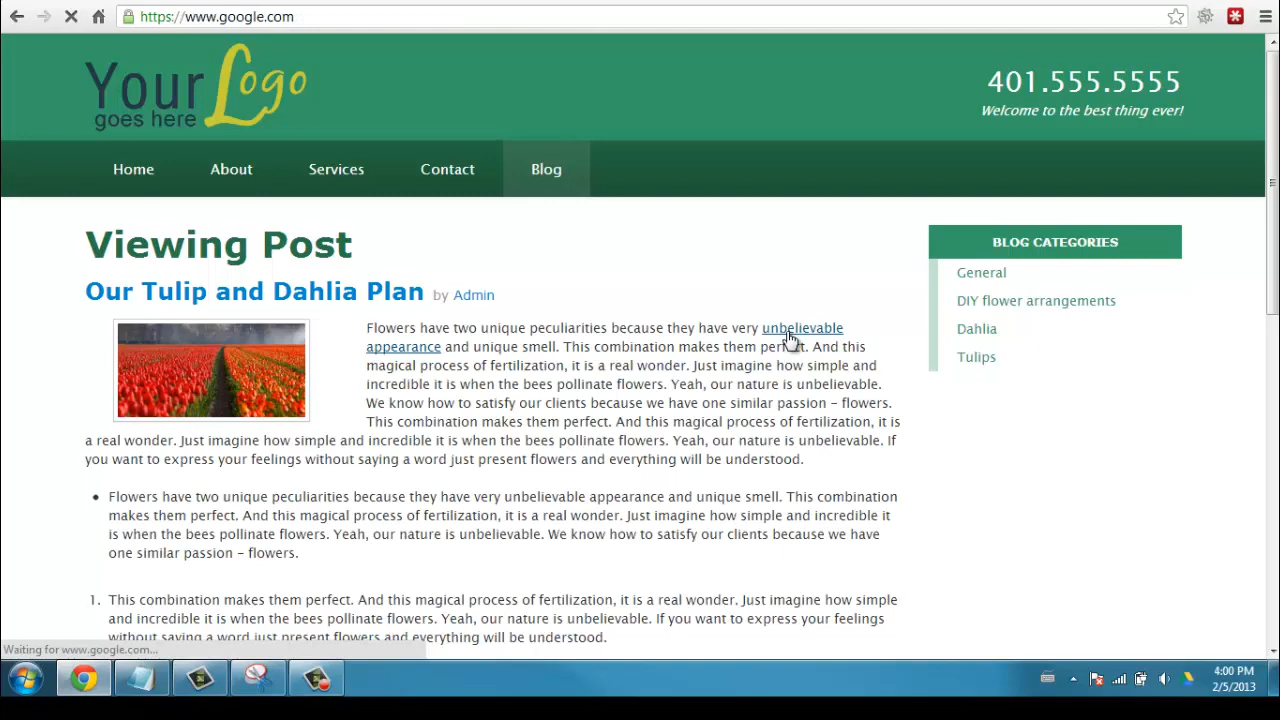 https://www.google.com
Your Logo
goes here
401.555.5555
Welcome to the best thing ever!
Home About Services Contact Blog
Viewing Post
Our Tulip and Dahlia Plan by Admin
Flowers have two unique peculiarities because they have very unbelievable
appearance and unique smell. This combination makes them perfect. And this
magical process of fertilization, it is a real wonder. Just imagine how simple and
incredible it is when the bees pollinate flowers. Yeah, our nature is unbelievable.
We know how to satisfy our clients because we have one similar passion – flowers.
This combination makes them perfect. And this magical process of fertilization, it is
a real wonder. Just imagine how simple and incredible it is when the bees pollinate flowers. Yeah, our nature is unbelievable. If
you want to express your feelings without saying a word just present flowers and everything will be understood.
• Flowers have two unique peculiarities because they have very unbelievable appearance and unique smell. This combination
makes them perfect. And this magical process of fertilization, it is a real wonder. Just imagine how simple and incredible it
is when the bees pollinate flowers. Yeah, our nature is unbelievable. We know how to satisfy our clients because we have
one similar passion – flowers.
1. This combination makes them perfect. And this magical process of fertilization, it is a real wonder. Just imagine how simple
and incredible it is when the bees pollinate flowers. Yeah, our nature is unbelievable. If you want to express your feelings
without saying a word just present flowers and everything will be understood.
BLOG CATEGORIES
General
DIY flower arrangements
Dahlia
Tulips
Waiting for www.google.com...
4:00 PM
2/5/2013